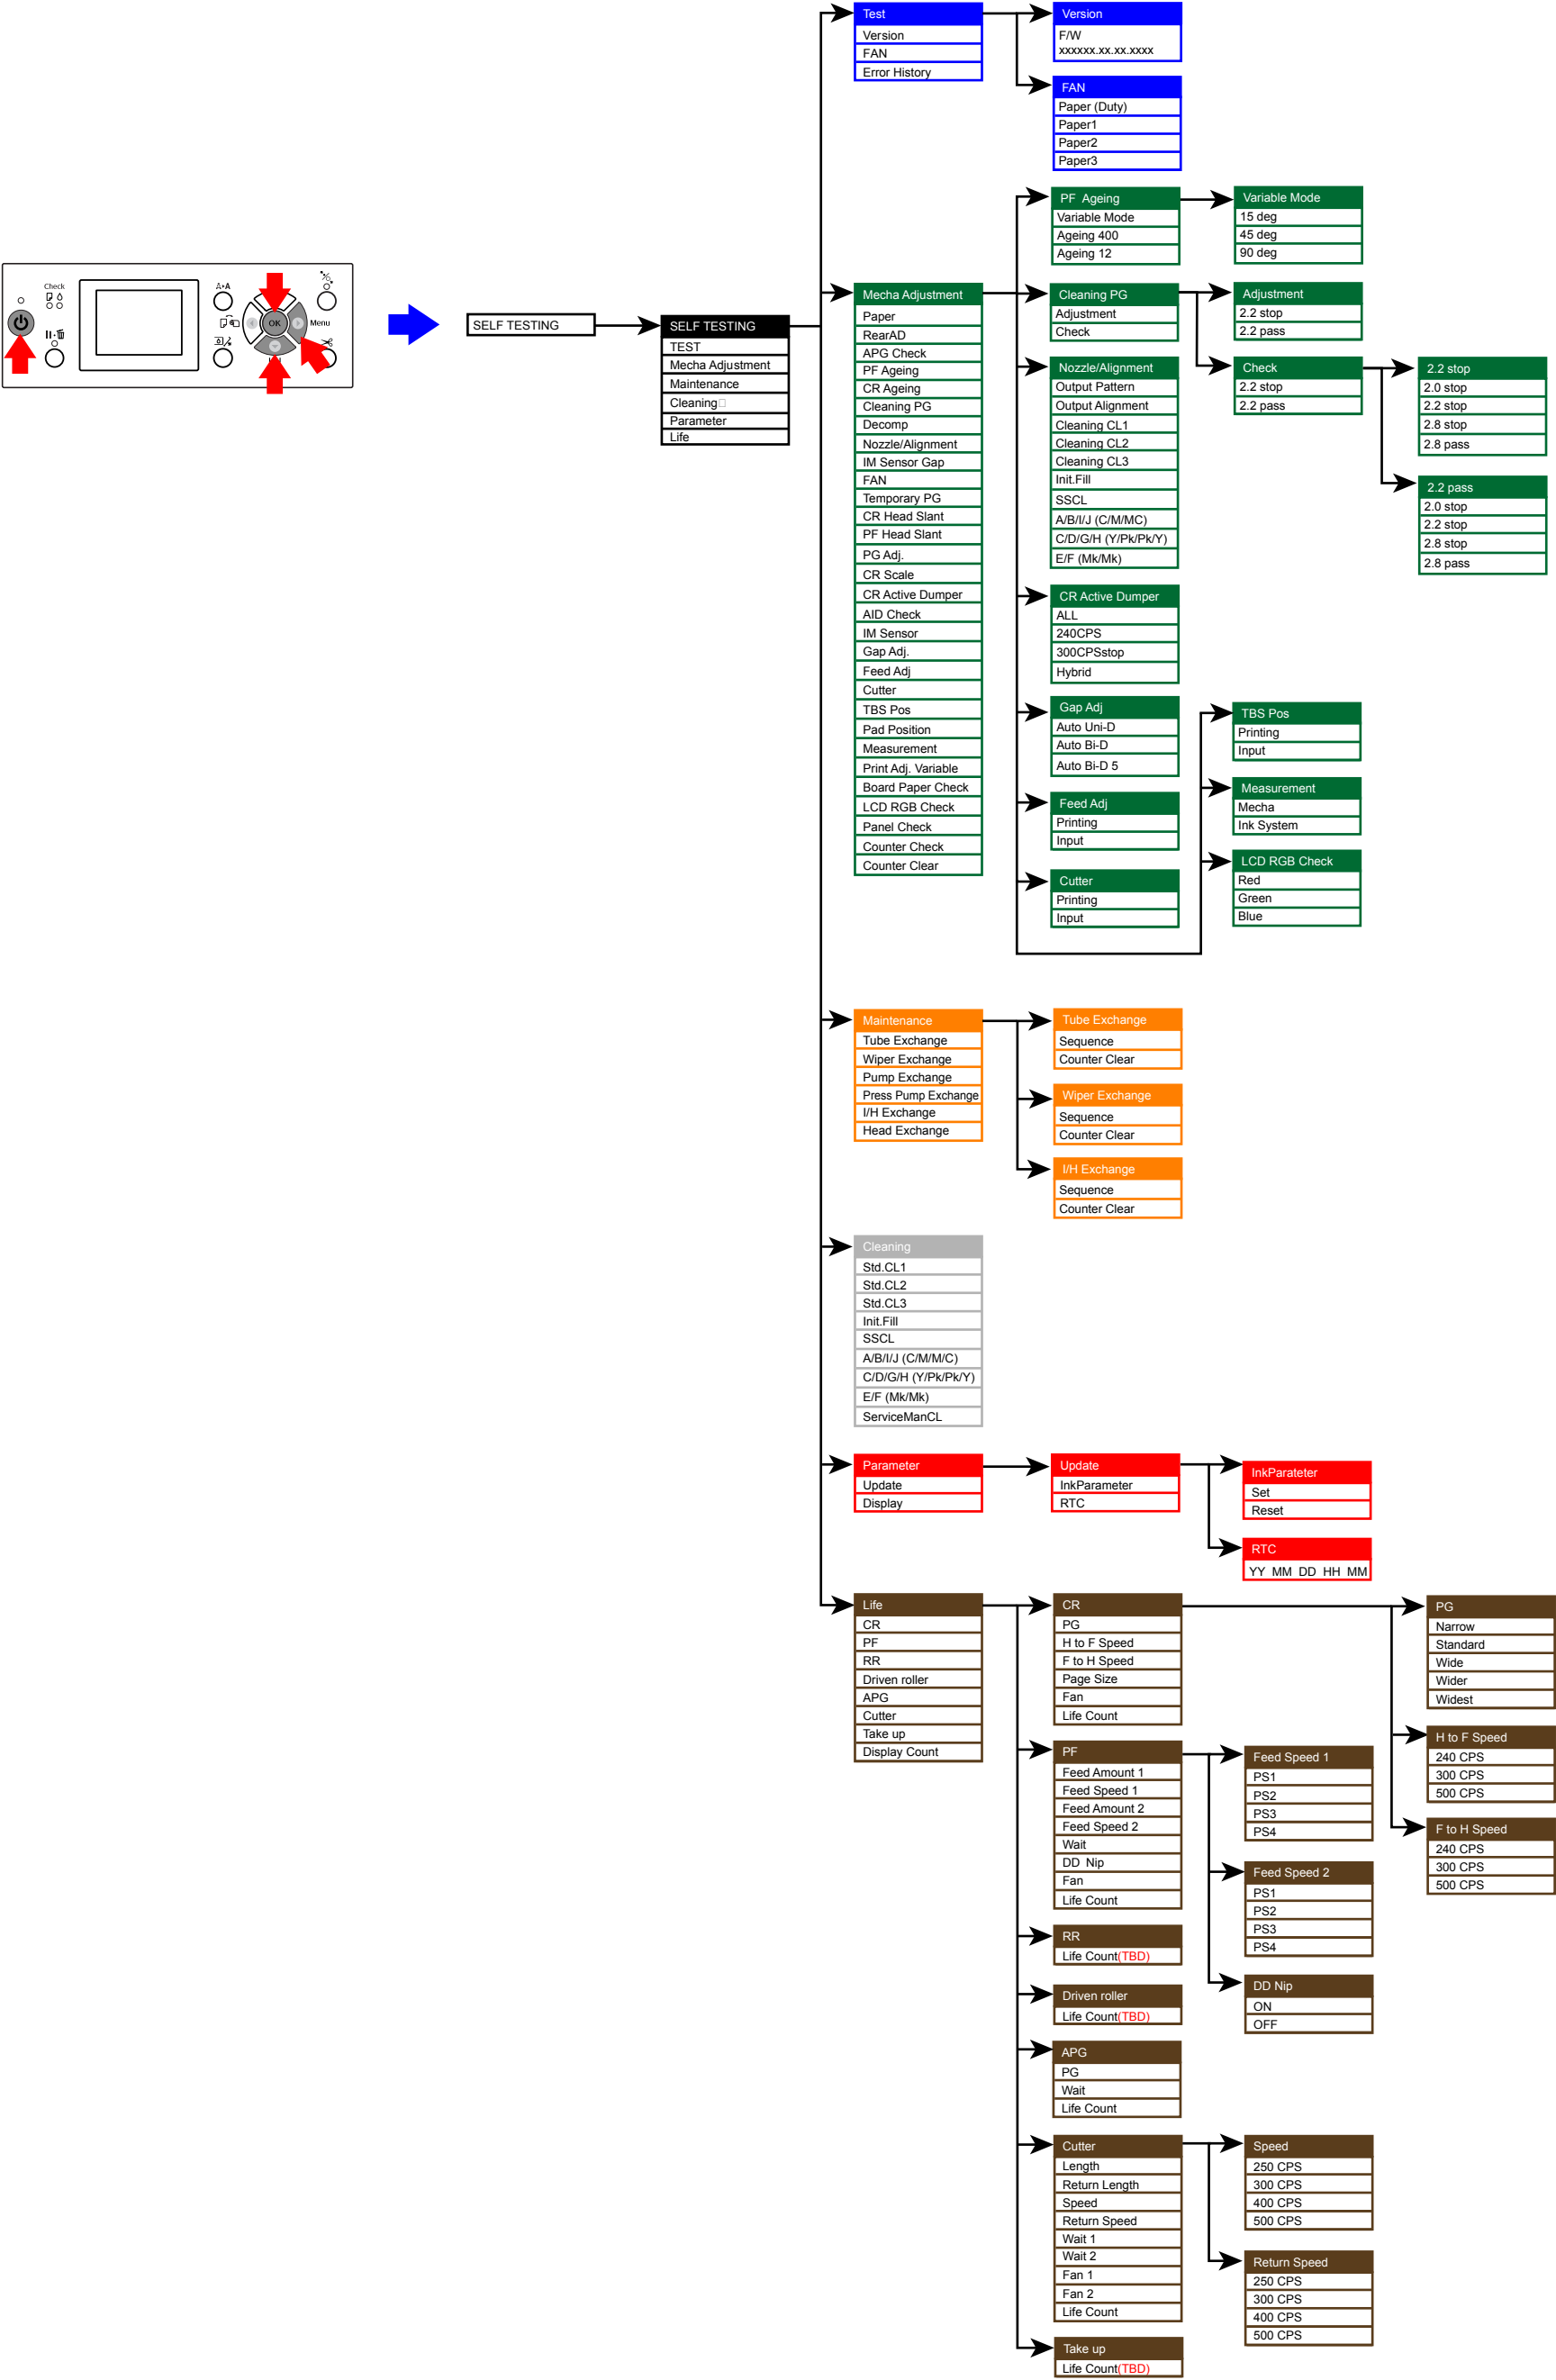 Check
A›A
OK
Menu
SELF TESTING
SELF TESTING
TEST
Mecha Adjustment
Maintenance
Cleaning□
Parameter
Life
Test
Version
FAN
Error History
Version
F/W
xxxxxx.xx.xx.xxxx
FAN
Paper (Duty)
Paper1
Paper2
Paper3
Mecha Adjustment
Paper
RearAD
APG Check
PF Ageing
CR Ageing
Cleaning PG
Decomp
Nozzle/Alignment
IM Sensor Gap
FAN
Temporary PG
CR Head Slant
PF Head Slant
PG Adj.
CR Scale
CR Active Dumper
AID Check
IM Sensor
Gap Adj.
Feed Adj
Cutter
TBS Pos
Pad Position
Measurement
Print Adj. Variable
Board Paper Check
LCD RGB Check
Panel Check
Counter Check
Counter Clear
PF Ageing
Variable Mode
Ageing 400
Ageing 12
Variable Mode
15 deg
45 deg
90 deg
Cleaning PG
Adjustment
Check
Adjustment
2.2 stop
2.2 pass
Check
2.2 stop
2.2 pass
2.2 stop
2.0 stop
2.2 stop
2.8 stop
2.8 pass
2.2 pass
2.0 stop
2.2 stop
2.8 stop
2.8 pass
Nozzle/Alignment
Output Pattern
Output Alignment
Cleaning CL1
Cleaning CL2
Cleaning CL3
Init.Fill
SSCL
A/B/I/J (C/M/MC)
C/D/G/H (Y/Pk/Pk/Y)
E/F (Mk/Mk)
CR Active Dumper
ALL
240CPS
300CPSstop
Hybrid
Gap Adj
Auto Uni-D
Auto Bi-D
Auto Bi-D 5
Feed Adj
Printing
Input
Cutter
Printing
Input
TBS Pos
Printing
Input
Measurement
Mecha
Ink System
LCD RGB Check
Red
Green
Blue
Maintenance
Tube Exchange
Wiper Exchange
Pump Exchange
Press Pump Exchange
I/H Exchange
Head Exchange
Tube Exchange
Sequence
Counter Clear
Wiper Exchange
Sequence
Counter Clear
I/H Exchange
Sequence
Counter Clear
Cleaning
Std.CL1
Std.CL2
Std.CL3
Init.Fill
SSCL
A/B/I/J (C/M/M/C)
C/D/G/H (Y/Pk/Pk/Y)
E/F (Mk/Mk)
ServiceManCL
Parameter
Update
Display
Update
InkParameter
RTC
InkParateter
Set
Reset
RTC
YY MM DD HH MM
Life
CR
PF
RR
Driven roller
APG
Cutter
Take up
Display Count
CR
PG
H to F Speed
F to H Speed
Page Size
Fan
Life Count
PG
Narrow
Standard
Wide
Wider
Widest
H to F Speed
240 CPS
300 CPS
500 CPS
F to H Speed
240 CPS
300 CPS
500 CPS
PF
Feed Amount 1
Feed Speed 1
Feed Amount 2
Feed Speed 2
Wait
DD Nip
Fan
Life Count
Feed Speed 1
PS1
PS2
PS3
PS4
Feed Speed 2
PS1
PS2
PS3
PS4
DD Nip
ON
OFF
RR
Life Count(TBD)
Driven roller
Life Count(TBD)
APG
PG
Wait
Life Count
Cutter
Length
Return Length
Speed
Return Speed
Wait 1
Wait 2
Fan 1
Fan 2
Life Count
Speed
250 CPS
300 CPS
400 CPS
500 CPS
Return Speed
250 CPS
300 CPS
400 CPS
500 CPS
Take up
Life Count(TBD)